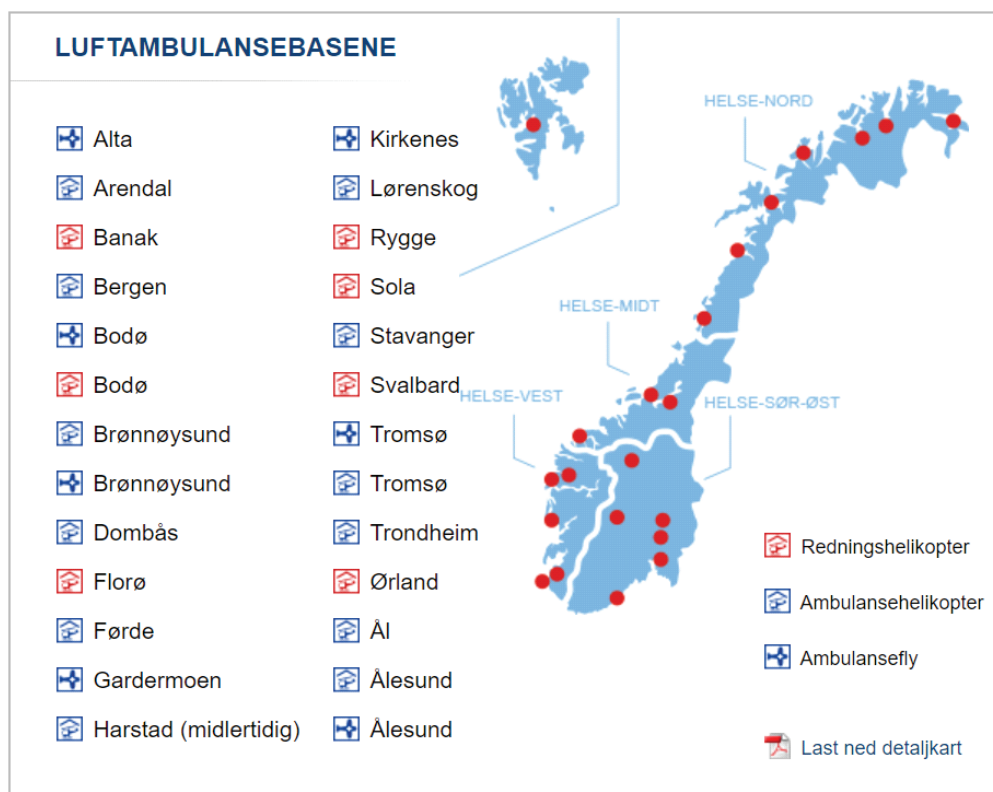 LUFTAMBULANSEBASENE
Alta
Arendal
Banak
Bergen
Bodø
Bodø
Brønnøysund
Brønnøysund
Dombås
Florø
Førde
Gardermoen
Harstad (midlertidig)
Kirkenes
Lørenskog
Rygge
Sola
Stavanger
Svalbard
Tromsø
Tromsø
Trondheim
Ørland
Ål
Ålesund
Ålesund
HELSE-NORD
HELSE-MIDT
HELSE-VEST
HELSE-SØR-ØST
Redningshelikopter
Ambulansehelikopter
Ambulansefly
Last ned detaljkart